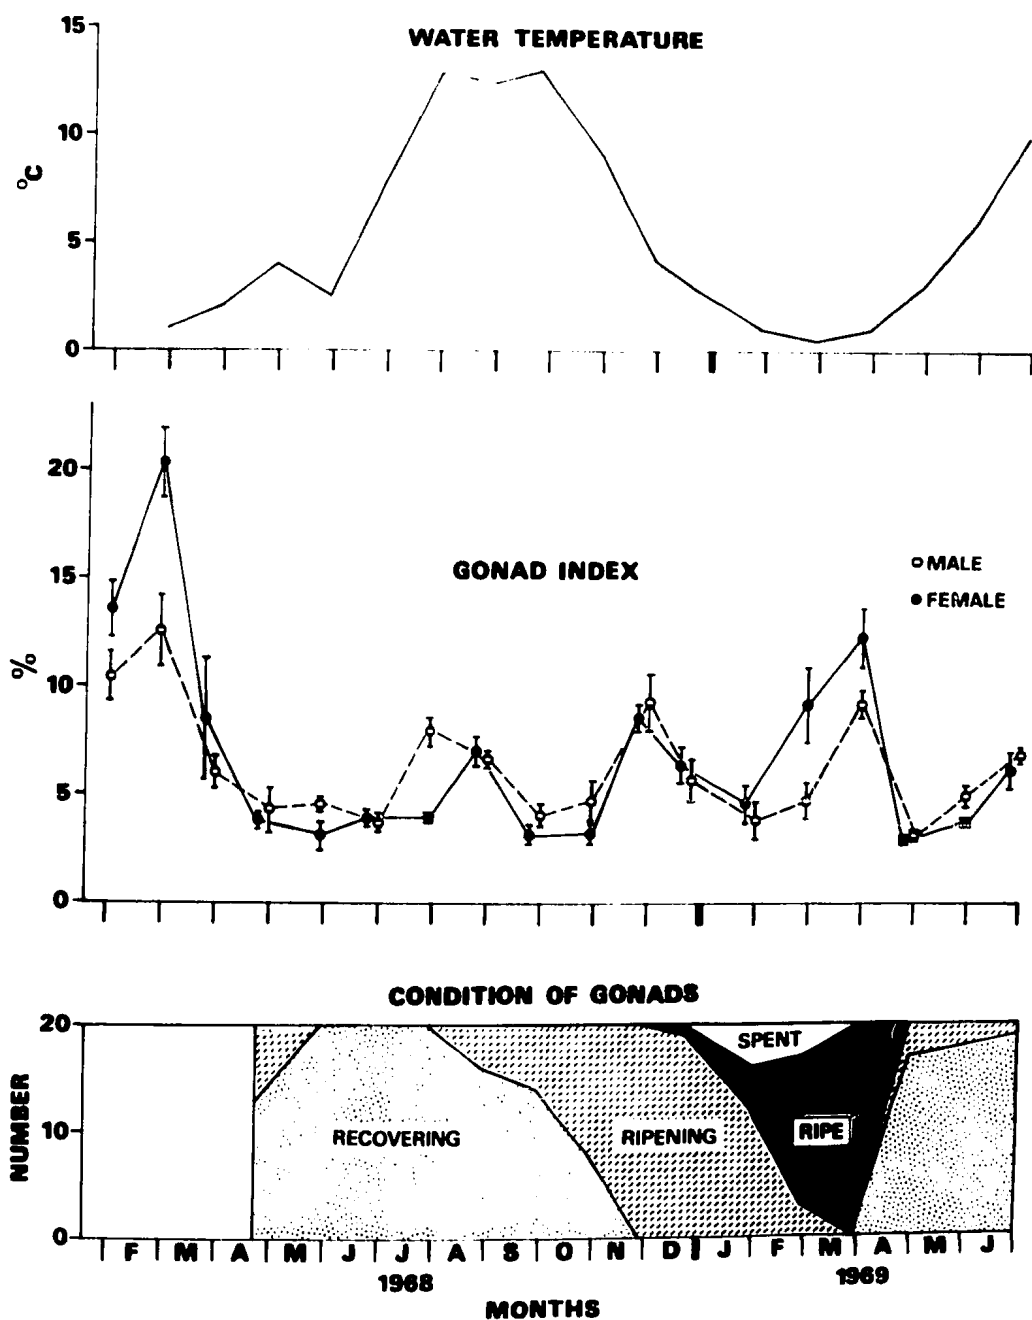 WATER TEMPERATURE
15
10
5
0
°C
GONAD INDEX
MALE
FEMALE
20
15
10
5
0
%
CONDITION OF GONADS
20
10
0
NUMBER
SPENT
RECOVERING
RIPENING
RIPE
F M A M J J A S O N D J F M A M J
1968 1969
MONTHS